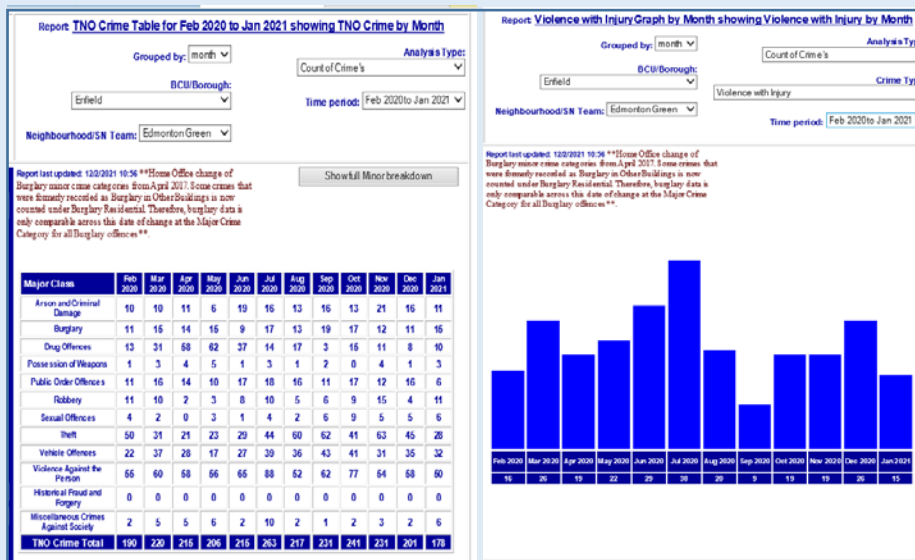 Report: TNO Crime Table for Feb 2020 to Jan 2021 showing TNO Crime by Month
Grouped by: month
Analysis Type:
Count of Crime's
BCU/Borough:
Enfield
Time period: Feb 2020to Jan 2021
Neighbourhood/SN Team: Edmonton Green
Report last updated: 12/2/2021 10:56 **Home Office change of
Burglary minor crime categories from April 2017. Some crimes that
were formerly recorded as Burglary in Other Buildings is now
counted under Burglary Residential. Therefore, burglary data is
only comparable across this date of change at the Major Crime
Category for all Burglary offences**.
Show full Minor breakdown
Major Class Feb 2020 Mar 2020 Apr 2020 May 2020 Jun 2020 Jul 2020 Aug 2020 Sep 2020 Oct 2020 Nov 2020 Dec 2020 Jan 2021
Arson and Criminal Damage 10 10 11 6 19 16 13 16 13 21 16 11
Burglary 11 15 14 15 9 17 13 19 17 12 11 15
Drug Offences 13 31 58 62 37 14 17 3 15 11 8 10
Possession of Weapons 1 3 4 5 1 3 1 2 0 4 1 3
Public Order Offences 11 16 14 10 17 18 16 11 17 12 16 6
Robbery 11 10 2 3 8 10 5 6 9 15 4 11
Sexual Offences 4 2 0 3 1 4 2 6 9 5 5 6
Theft 50 31 21 23 29 44 60 62 41 63 45 28
Vehicle Offences 22 37 28 17 27 39 36 43 41 31 35 32
Violence Against the Person 55 60 58 56 65 88 52 62 77 54 58 50
Historical Fraud and Forgery 0 0 0 0 0 0 0 0 0 0 0 0
Miscellaneous Crimes Against Society 2 5 5 6 2 10 2 1 2 3 2 6
TNO Crime Total 190 220 215 206 215 263 217 231 241 231 201 178
Report: Violence with Injury Graph by Month showing Violence with Injury by Month
Grouped by: month
Analysis Typ
Count of Crime's
BCU/Borough:
Enfield
Crime Typ
Violence with Injury
Neighbourhood/SN Team: Edmonton Green
Time period: Feb 2020to Jan 2021
Report last updated: 12/2/2021 10:56 **Home Office change of
Burglary minor crime categories from April 2017. Some crimes that
were formerly recorded as Burglary in Other Buildings is now
counted under Burglary Residential. Therefore, burglary data is
only comparable across this date of change at the Major Crime
Category for all Burglary offences**.
Feb 2020 Mar 2020 Apr 2020 May 2020 Jun 2020 Jul 2020 Aug 2020 Sep 2020 Oct 2020 Nov 2020 Dec 2020 Jan 2021
16 26 19 22 29 38 20 9 19 19 26 15